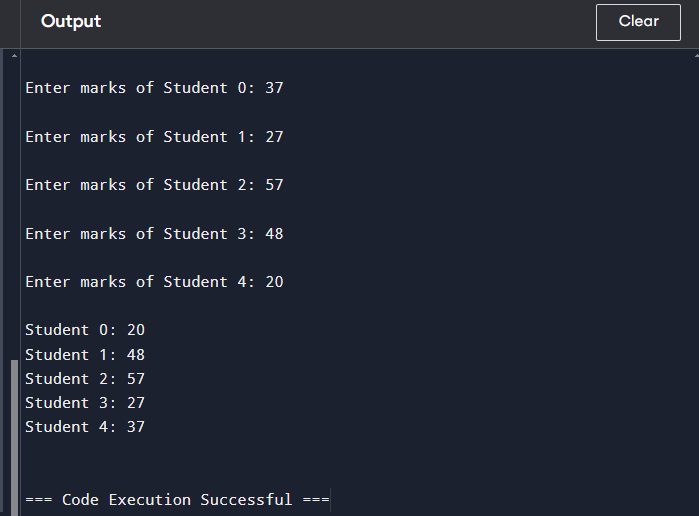 Output
Clear
Enter marks of Student 0: 37
Enter marks of Student 1: 27
Enter marks of Student 2: 57
Enter marks of Student 3: 48
Enter marks of Student 4: 20
Student 0: 20
Student 1: 48
Student 2: 57
Student 3: 27
Student 4: 37
=== Code Execution Successful ===